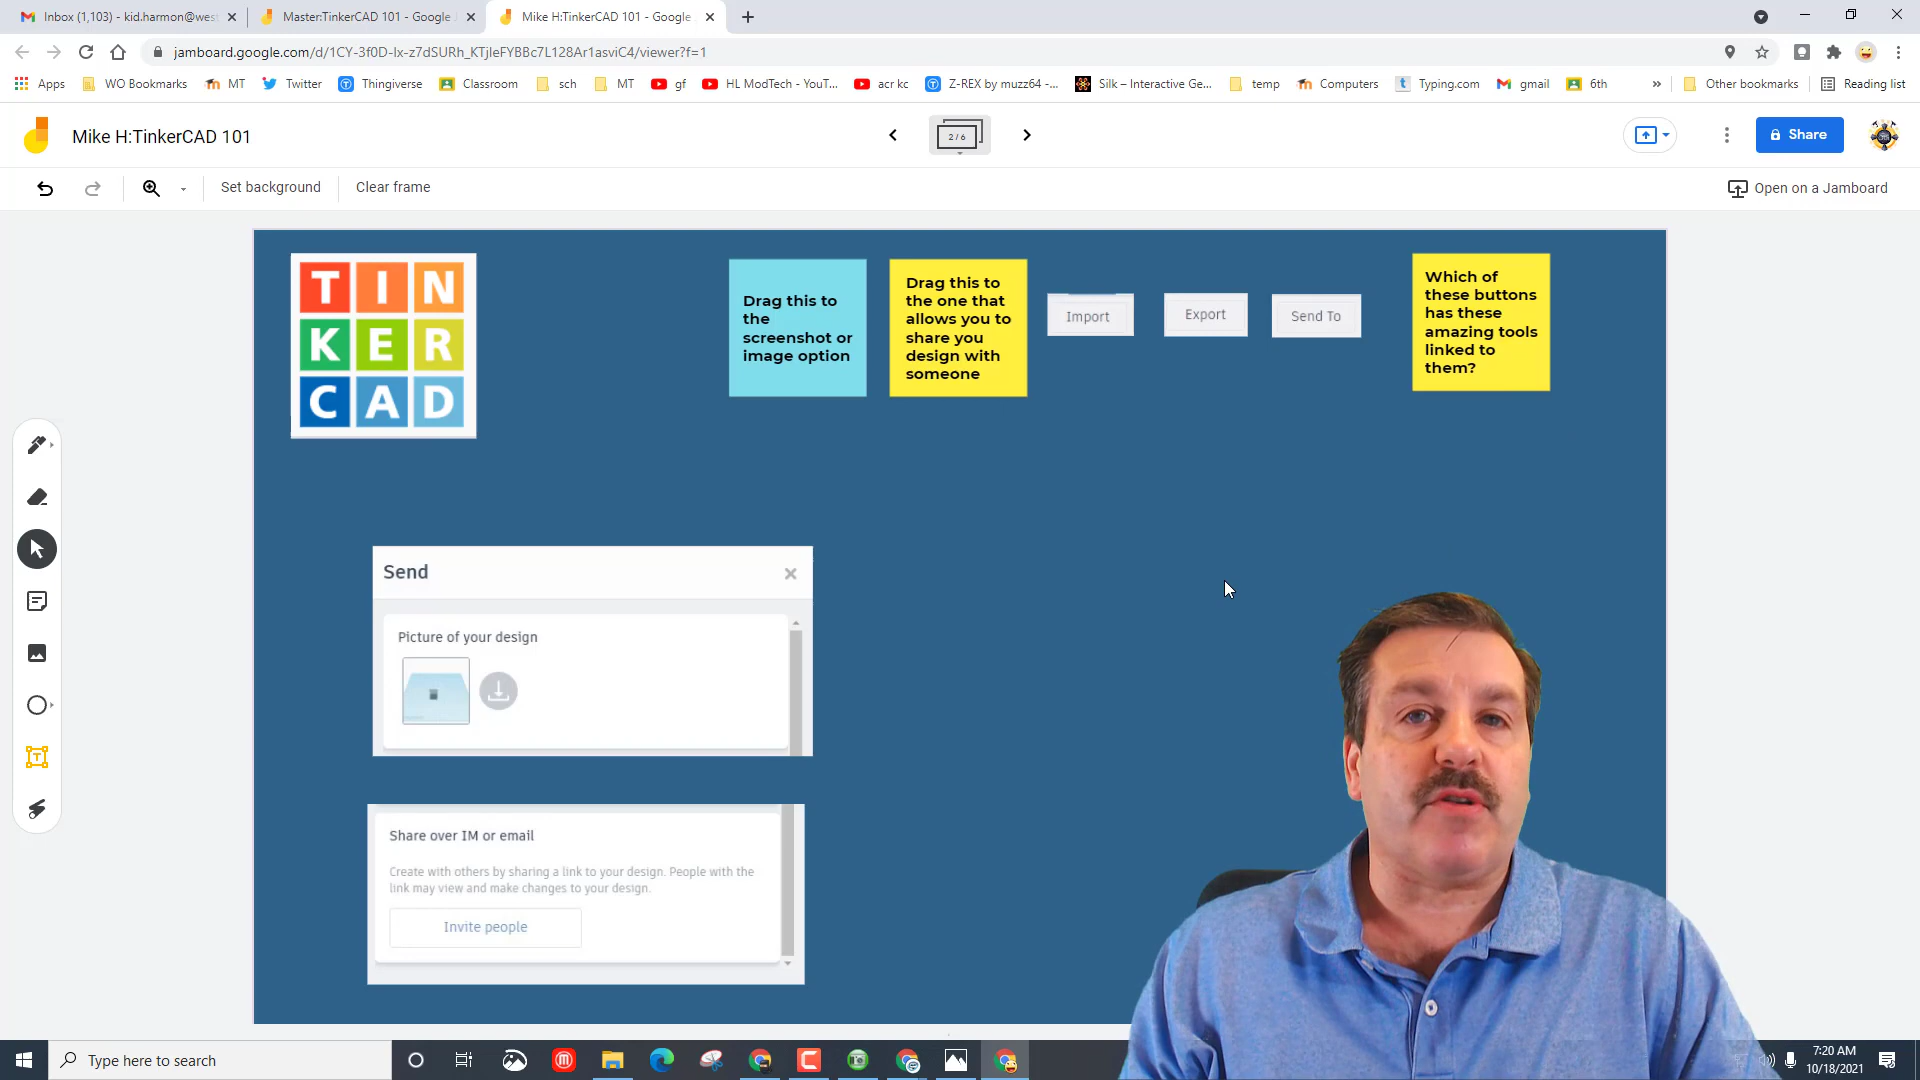 Inbox (1,103) - kid.harmon@wes
Master:TinkerCAD 101 - Google
Mike H:TinkerCAD 101 - Google
jamboard.google.com/d/1CY-3f0D-Ix-z7dSURh_KTjleFYBBc7L128Ar1asviC4/viewer?f=1
Apps
WO Bookmarks
MT
Twitter
Thingiverse
Classroom
sch
MT
gf
HL ModTech - YouT...
acr kc
Z-REX by muzz64 -...
Silk – Interactive Ge...
temp
Computers
Typing.com
gmail
6th
Other bookmarks
Reading list
Mike H:TinkerCAD 101
2 / 6
Share
Set background
Clear frame
Open on a Jamboard
TIN
KER
CAD
Drag this to
the
screenshot or
image option
Drag this to
the one that
allows you to
share you
design with
someone
Import
Export
Send To
Which of
these buttons
has these
amazing tools
linked to
them?
Send
Picture of your design
Share over IM or email
Create with others by sharing a link to your design. People with the
link may view and make changes to your design.
Invite people
Type here to search
7:20 AM
10/18/2021